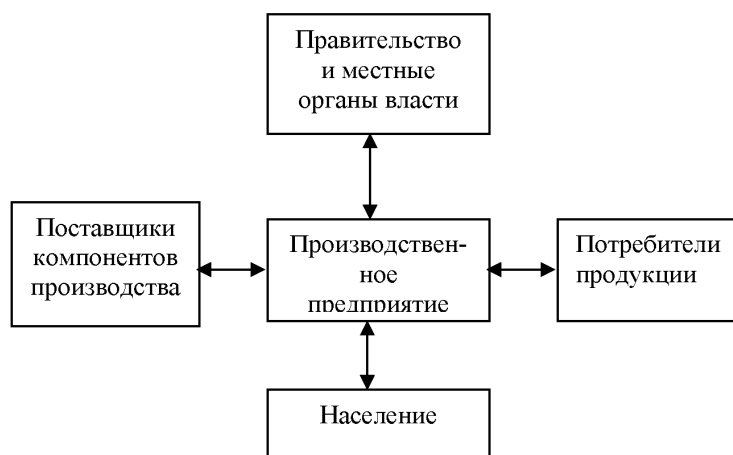 Правительство
и местные
органы власти
Поставщики
компонентов
производства
Производствен-
ное
предприятие
Потребители
продукции
Население